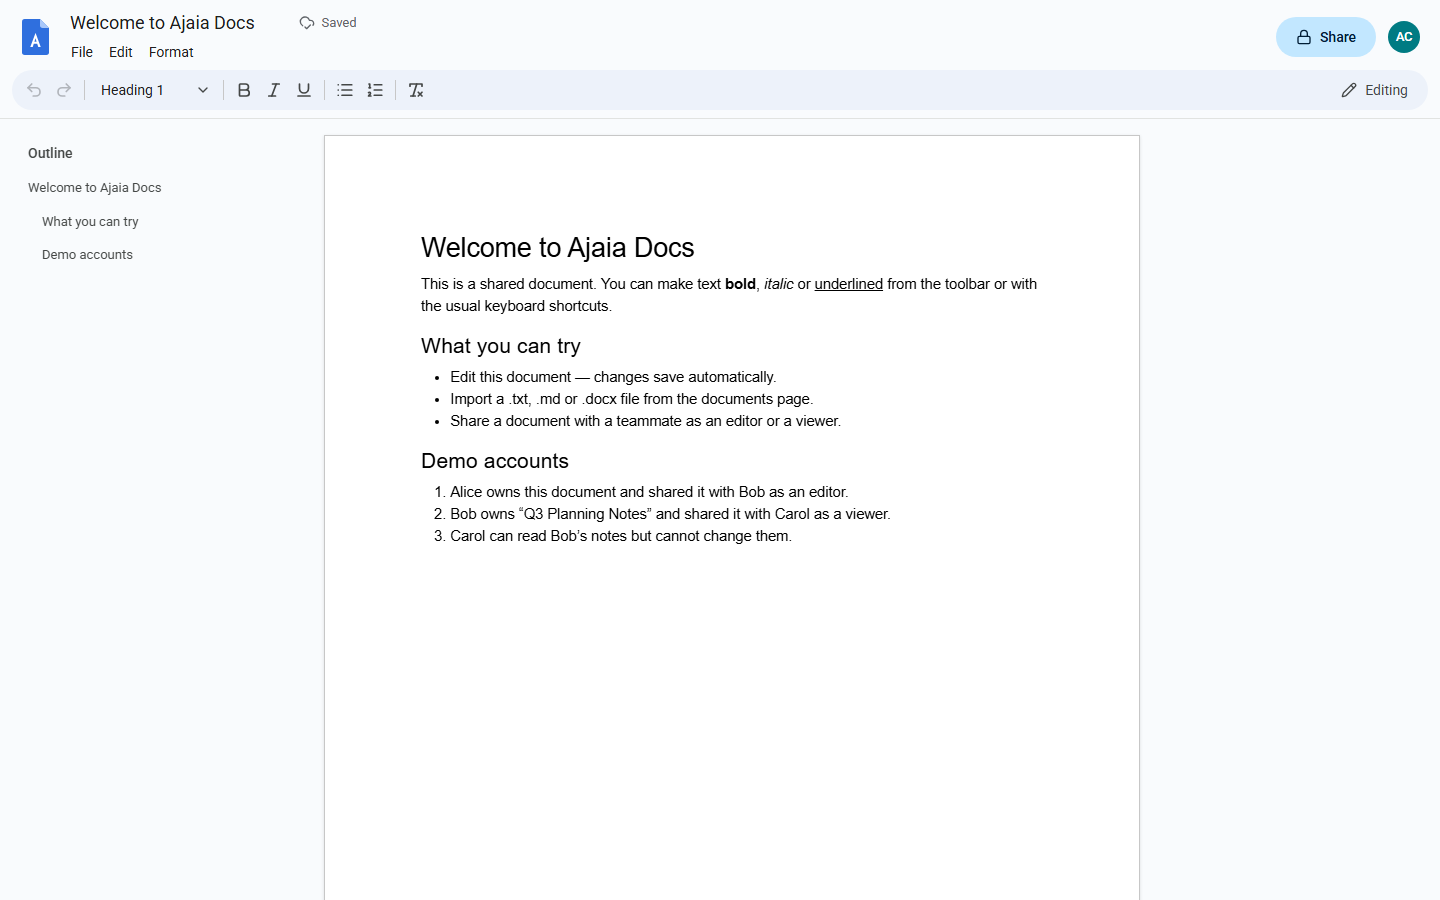 Welcome to Ajaia Docs
Saved
File Edit Format
Share
AC
Heading 1
Editing
Outline
Welcome to Ajaia Docs
What you can try
Demo accounts
Welcome to Ajaia Docs
This is a shared document. You can make text bold, italic or underlined from the toolbar or with
the usual keyboard shortcuts.
What you can try
• Edit this document — changes save automatically.
• Import a .txt, .md or .docx file from the documents page.
• Share a document with a teammate as an editor or a viewer.
Demo accounts
1. Alice owns this document and shared it with Bob as an editor.
2. Bob owns “Q3 Planning Notes” and shared it with Carol as a viewer.
3. Carol can read Bob’s notes but cannot change them.